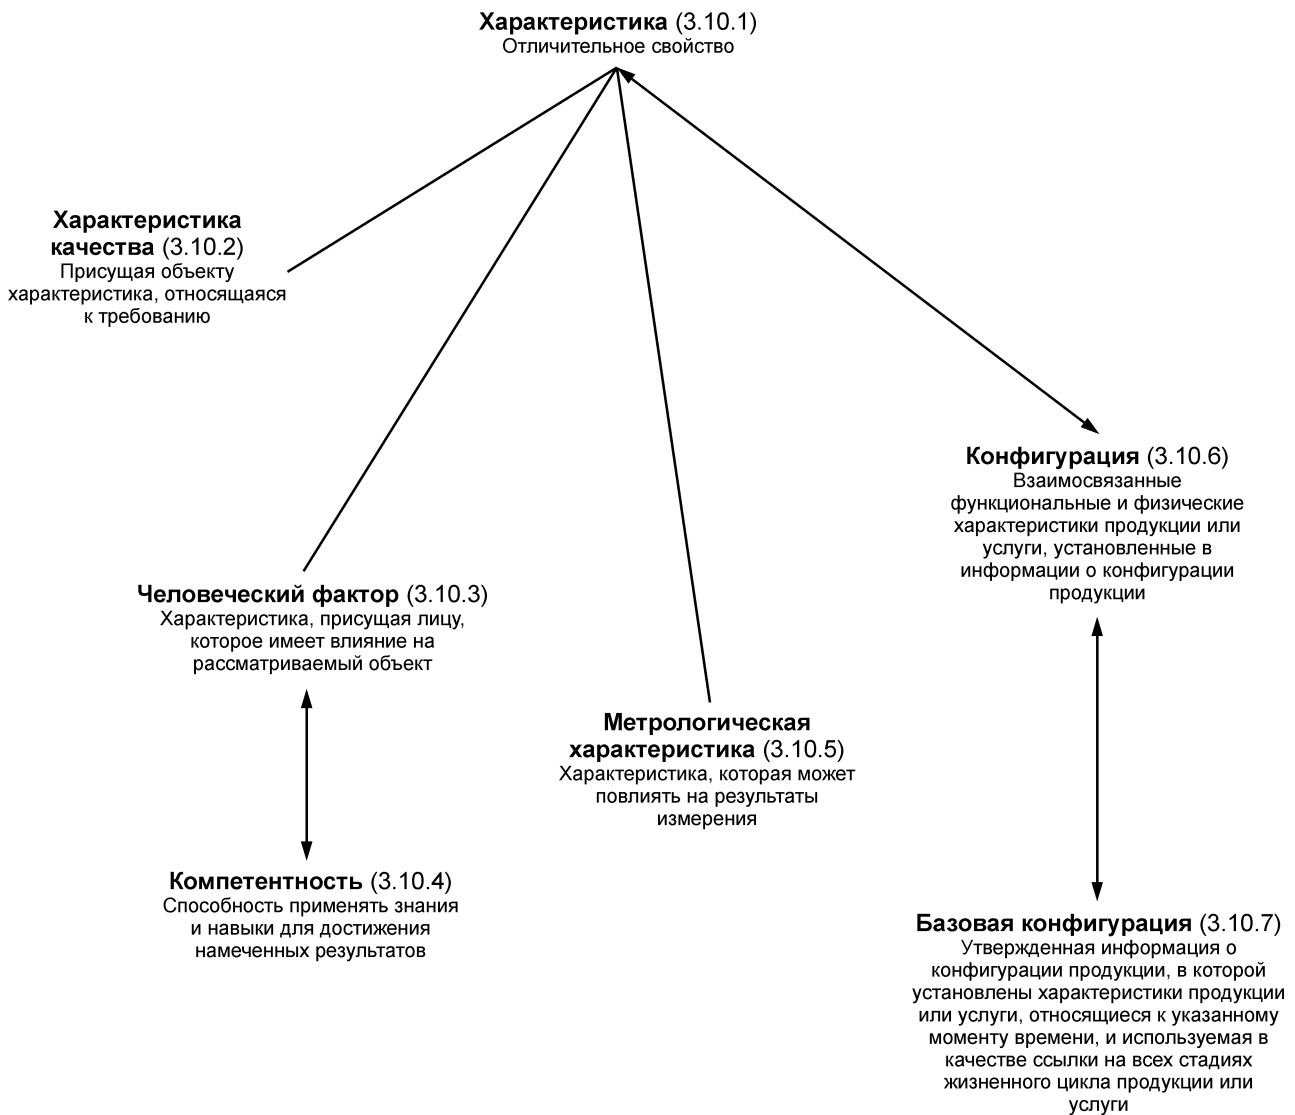 Характеристика (3.10.1)
Отличительное свойство
Характеристика
качества (3.10.2)
Присущая объекту
характеристика, относящаяся
к требованию
Конфигурация (3.10.6)
Взаимосвязанные
функциональные и физические
характеристики продукции или
услуги, установленные в
информации о конфигурации
продукции
Человеческий фактор (3.10.3)
Характеристика, присущая лицу,
которое имеет влияние на
рассматриваемый объект
Метрологическая
характеристика (3.10.5)
Характеристика, которая может
повлиять на результаты
измерения
Компетентность (3.10.4)
Способность применять знания
и навыки для достижения
намеченных результатов
Базовая конфигурация (3.10.7)
Утвержденная информация о
конфигурации продукции, в которой
установлены характеристики продукции
или услуги, относящиеся к указанному
моменту времени, и используемая в
качестве ссылки на всех стадиях
жизненного цикла продукции или
услуги